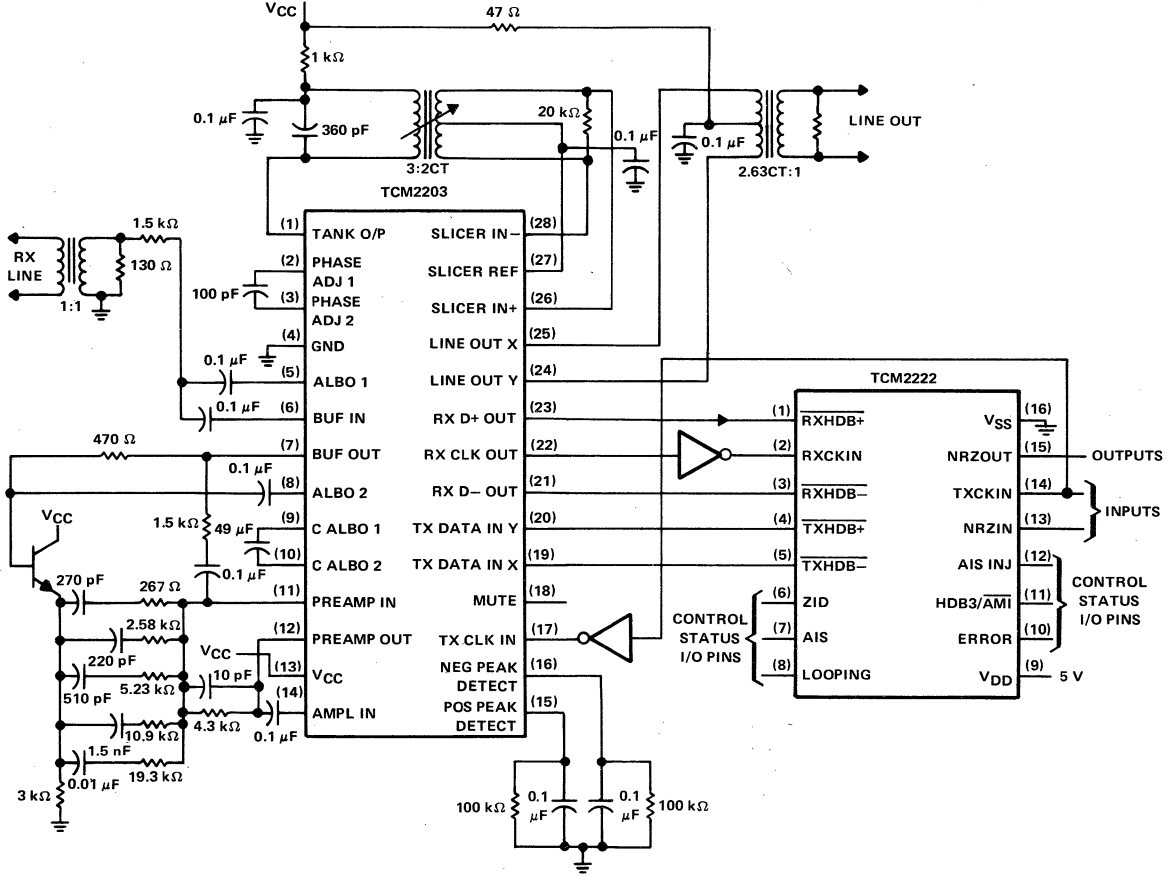 VCC
47 Ω
1 kΩ
0.1 μF
360 pF
20 kΩ
0.1 μF
0.1 μF
LINE OUT
3:2CT
2.63CT:1
TCM2203
1.5 kΩ
RX
LINE
130 Ω
1:1
100 pF
0.1 μF
0.1 μF
470 Ω
0.1 μF
VCC
1.5 kΩ
49 μF
0.1 μF
270 pF
267 Ω
2.58 kΩ
220 pF
VCC
510 pF
5.23 kΩ
10 pF
10.9 kΩ
4.3 kΩ
0.1 μF
1.5 nF
0.01 μF
19.3 kΩ
3 kΩ
(1) TANK O/P
(2) PHASE
ADJ 1
(3) PHASE
ADJ 2
(4) GND
(5) ALBO 1
(6) BUF IN
(7) BUF OUT
(8) ALBO 2
(9) C ALBO 1
(10) C ALBO 2
(11) PREAMP IN
(12) PREAMP OUT
(13) VCC
(14) AMPL IN
SLICER IN− (28)
SLICER REF (27)
SLICER IN+ (26)
LINE OUT X (25)
LINE OUT Y (24)
RX D+ OUT (23)
RX CLK OUT (22)
RX D− OUT (21)
TX DATA IN Y (20)
TX DATA IN X (19)
MUTE (18)
TX CLK IN (17)
NEG PEAK (16)
DETECT
POS PEAK (15)
DETECT
100 kΩ
0.1
μF
0.1
μF
100 kΩ
TCM2222
(1) RXHDB+
(2) RXCKIN
(3) RXHDB−
(4) TXHDB+
(5) TXHDB−
(6) ZID
(7) AIS
(8) LOOPING
CONTROL
STATUS
I/O PINS
VSS (16)
NRZOUT (15) OUTPUTS
TXCKIN (14)
NRZIN (13)
INPUTS
AIS INJ (12)
HDB3/AMI (11)
ERROR (10)
VDD (9) 5 V
CONTROL
STATUS
I/O PINS